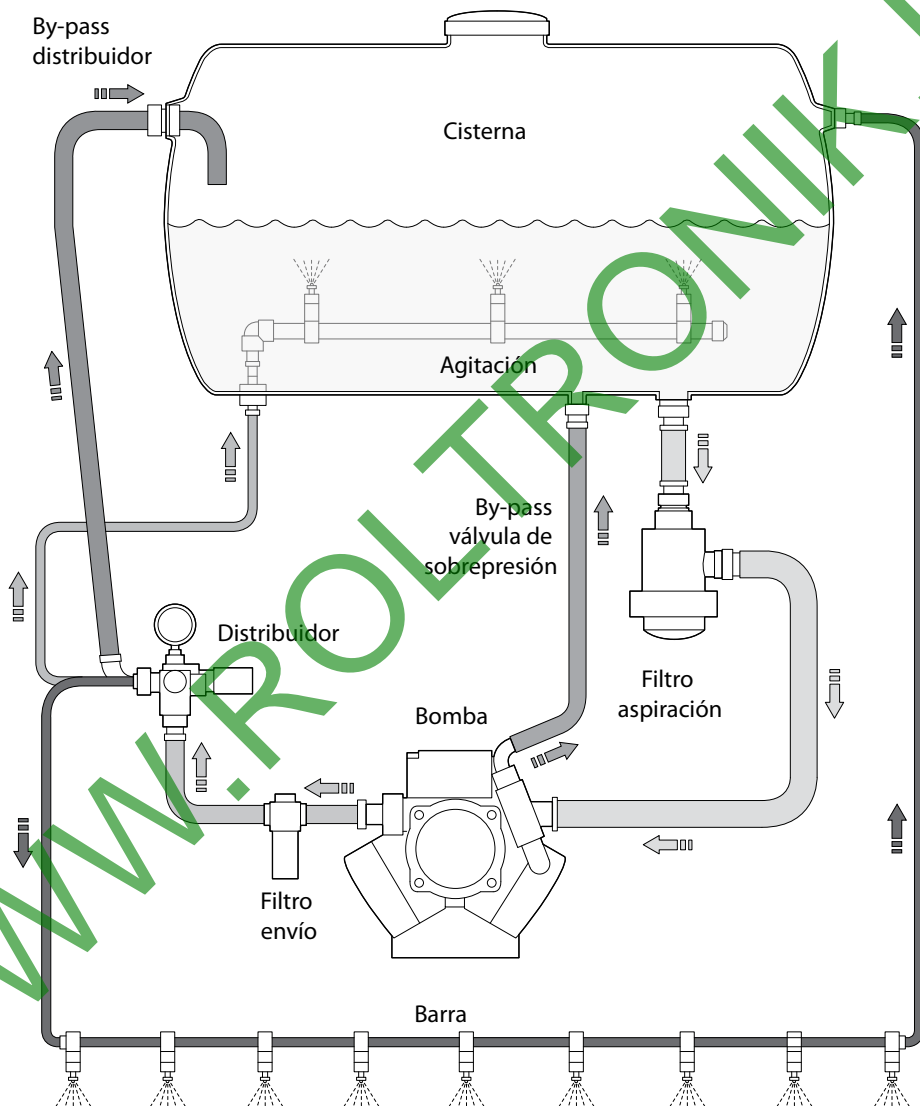 By-pass
distribuidor
Cisterna
Agitación
By-pass
válvula de
sobrepresión
Distribuidor
Filtro
aspiración
Bomba
Filtro
envío
Barra
WWW.ROLTRONIK